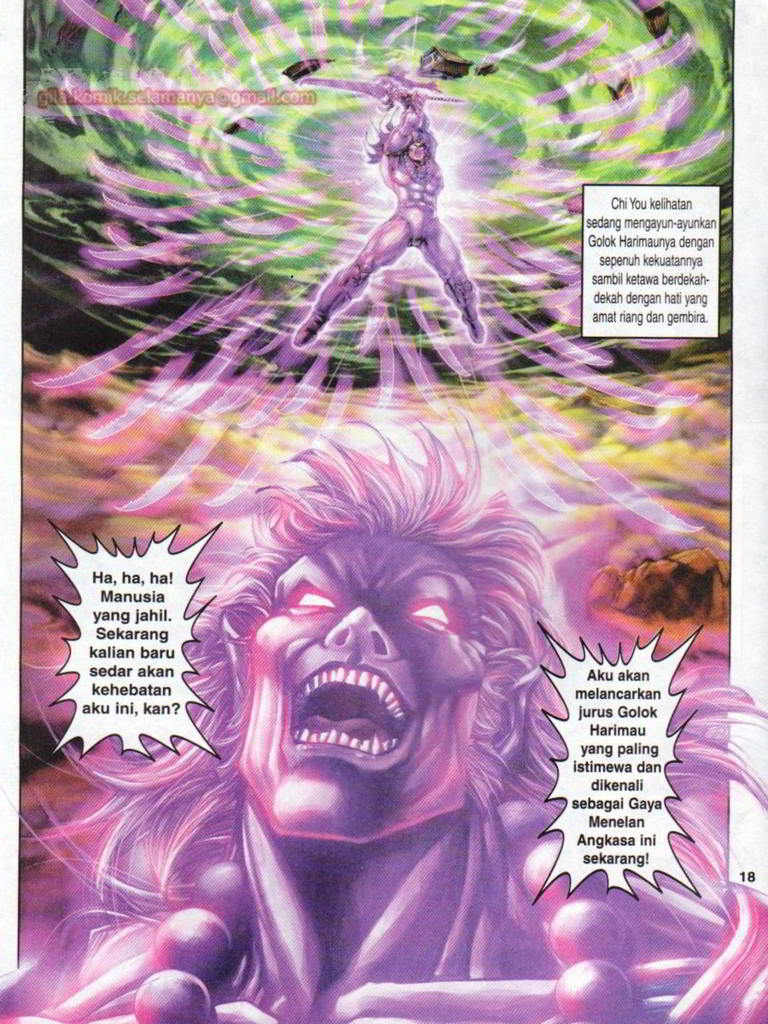 gila.komik.selamanya@gmail.com
Chi You kelihatan
sedang mengayun-ayunkan
Golok Harimaunya dengan
sepenuh kekuatannya
sambil ketawa berdekah-
dekah dengan hati yang
amat riang dan gembira.
Ha, ha, ha!
Manusia
yang jahil.
Sekarang
kalian baru
sedar akan
kehebatan
aku ini, kan?
Aku akan
melancarkan
jurus Golok
Harimau
yang paling
istimewa dan
dikenali
sebagai Gaya
Menelan
Angkasa ini
sekarang!
18